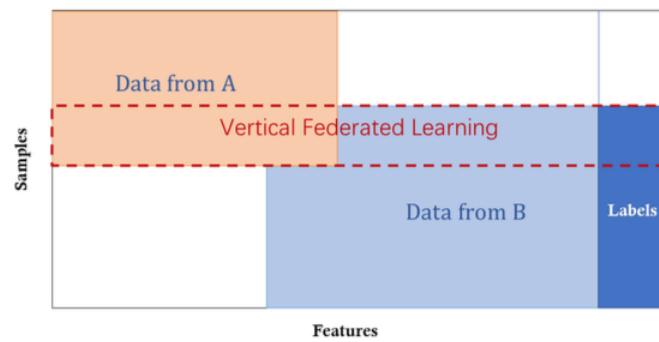 Data from A
Vertical Federated Learning
Samples
Data from B
Labels
Features